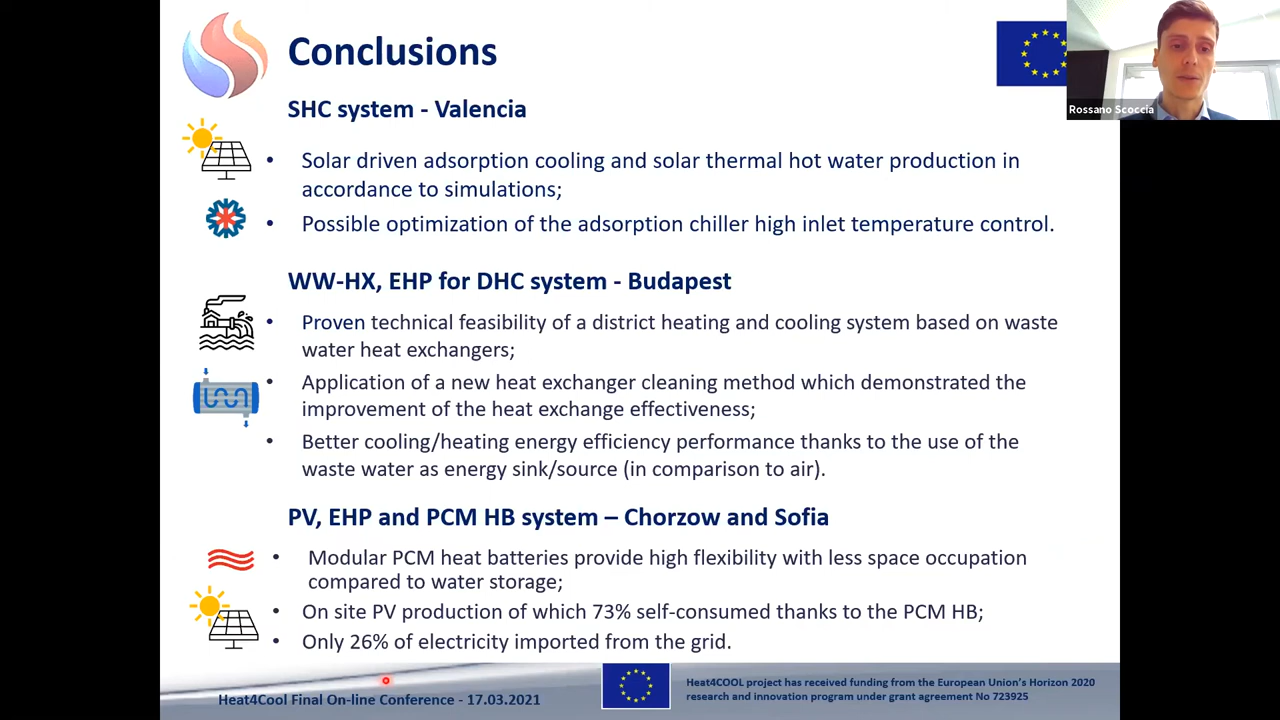 Conclusions
Rossano Scoccia
SHC system - Valencia
• Solar driven adsorption cooling and solar thermal hot water production in
accordance to simulations;
• Possible optimization of the adsorption chiller high inlet temperature control.
WW-HX, EHP for DHC system - Budapest
• Proven technical feasibility of a district heating and cooling system based on waste
water heat exchangers;
• Application of a new heat exchanger cleaning method which demonstrated the
improvement of the heat exchange effectiveness;
• Better cooling/heating energy efficiency performance thanks to the use of the
waste water as energy sink/source (in comparison to air).
PV, EHP and PCM HB system – Chorzow and Sofia
• Modular PCM heat batteries provide high flexibility with less space occupation
compared to water storage;
• On site PV production of which 73% self-consumed thanks to the PCM HB;
• Only 26% of electricity imported from the grid.
Heat4Cool Final On-line Conference - 17.03.2021
Heat4COOL project has received funding from the European Union's Horizon 2020
research and innovation program under grant agreement No 723925